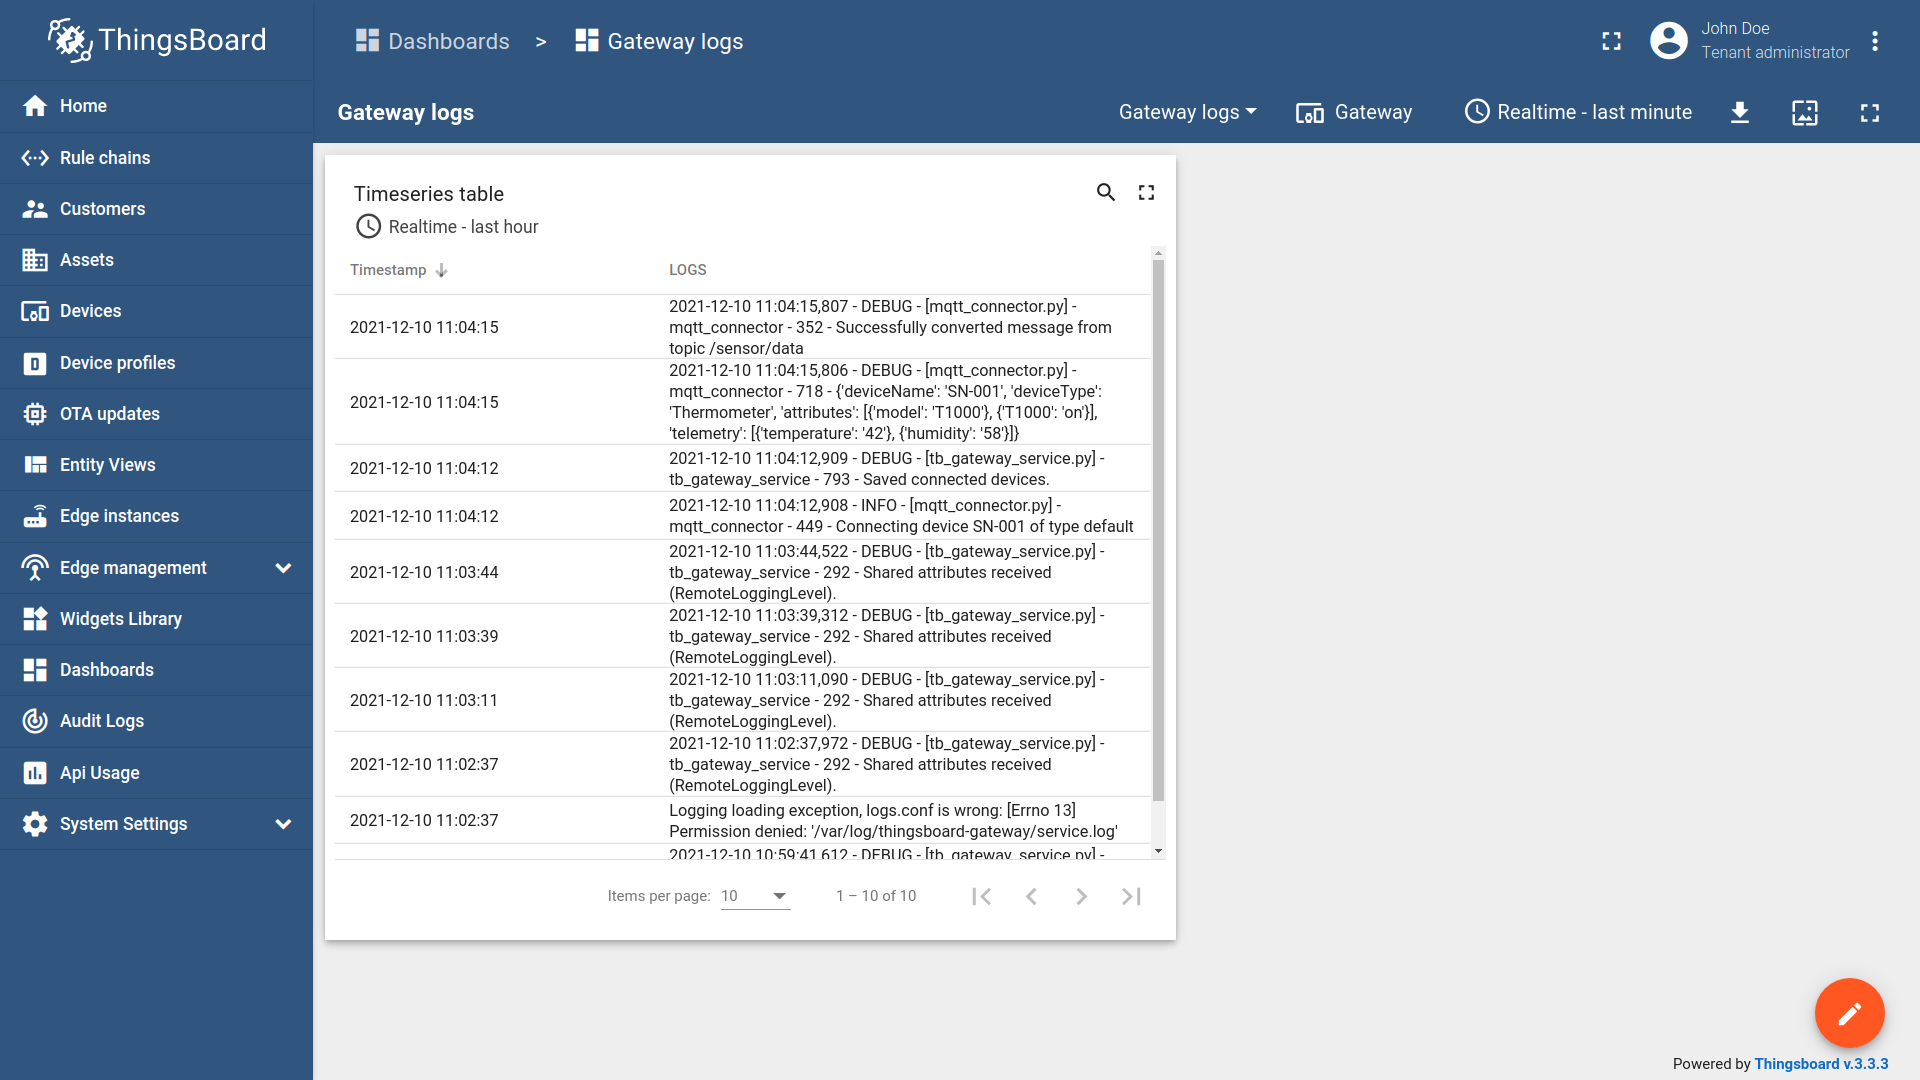 ThingsBoard
Dashboards > Gateway logs
John Doe
Tenant administrator
Home
Rule chains
Customers
Assets
Devices
Device profiles
OTA updates
Entity Views
Edge instances
Edge management
Widgets Library
Dashboards
Audit Logs
Api Usage
System Settings
Gateway logs
Gateway logs
Gateway
Realtime - last minute
Timeseries table
Realtime - last hour
Timestamp LOGS
2021-12-10 11:04:15
2021-12-10 11:04:15,807 - DEBUG - [mqtt_connector.py] -
mqtt_connector - 352 - Successfully converted message from
topic /sensor/data
2021-12-10 11:04:15
2021-12-10 11:04:15,806 - DEBUG - [mqtt_connector.py] -
mqtt_connector - 718 - {'deviceName': 'SN-001', 'deviceType':
'Thermometer', 'attributes': [{'model': 'T1000'}, {'T1000': 'on'}],
'telemetry': [{'temperature': '42'}, {'humidity': '58'}]}
2021-12-10 11:04:12
2021-12-10 11:04:12,909 - DEBUG - [tb_gateway_service.py] -
tb_gateway_service - 793 - Saved connected devices.
2021-12-10 11:04:12
2021-12-10 11:04:12,908 - INFO - [mqtt_connector.py] -
mqtt_connector - 449 - Connecting device SN-001 of type default
2021-12-10 11:03:44
2021-12-10 11:03:44,522 - DEBUG - [tb_gateway_service.py] -
tb_gateway_service - 292 - Shared attributes received
(RemoteLoggingLevel).
2021-12-10 11:03:39
2021-12-10 11:03:39,312 - DEBUG - [tb_gateway_service.py] -
tb_gateway_service - 292 - Shared attributes received
(RemoteLoggingLevel).
2021-12-10 11:03:11
2021-12-10 11:03:11,090 - DEBUG - [tb_gateway_service.py] -
tb_gateway_service - 292 - Shared attributes received
(RemoteLoggingLevel).
2021-12-10 11:02:37
2021-12-10 11:02:37,972 - DEBUG - [tb_gateway_service.py] -
tb_gateway_service - 292 - Shared attributes received
(RemoteLoggingLevel).
2021-12-10 11:02:37
Logging loading exception, logs.conf is wrong: [Errno 13]
Permission denied: '/var/log/thingsboard-gateway/service.log'
2021-12-10 10:59:41,612 - DEBUG - [tb_gateway_service.py] -
Items per page: 10 1 – 10 of 10
Powered by Thingsboard v.3.3.3